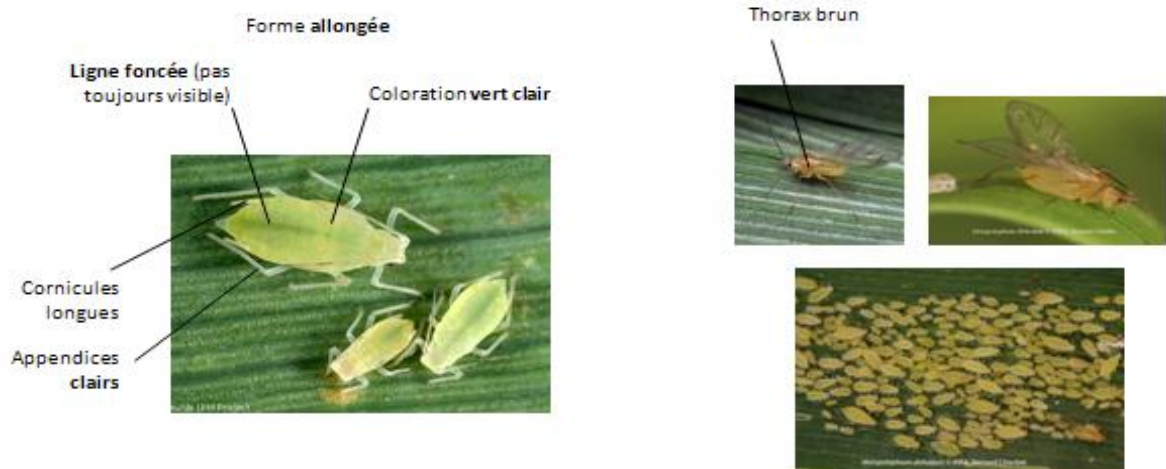 Forme allongée
Ligne foncée (pas
toujours visible)
Coloration vert clair
Cornicules
longues
Appendices
clairs
Thorax brun